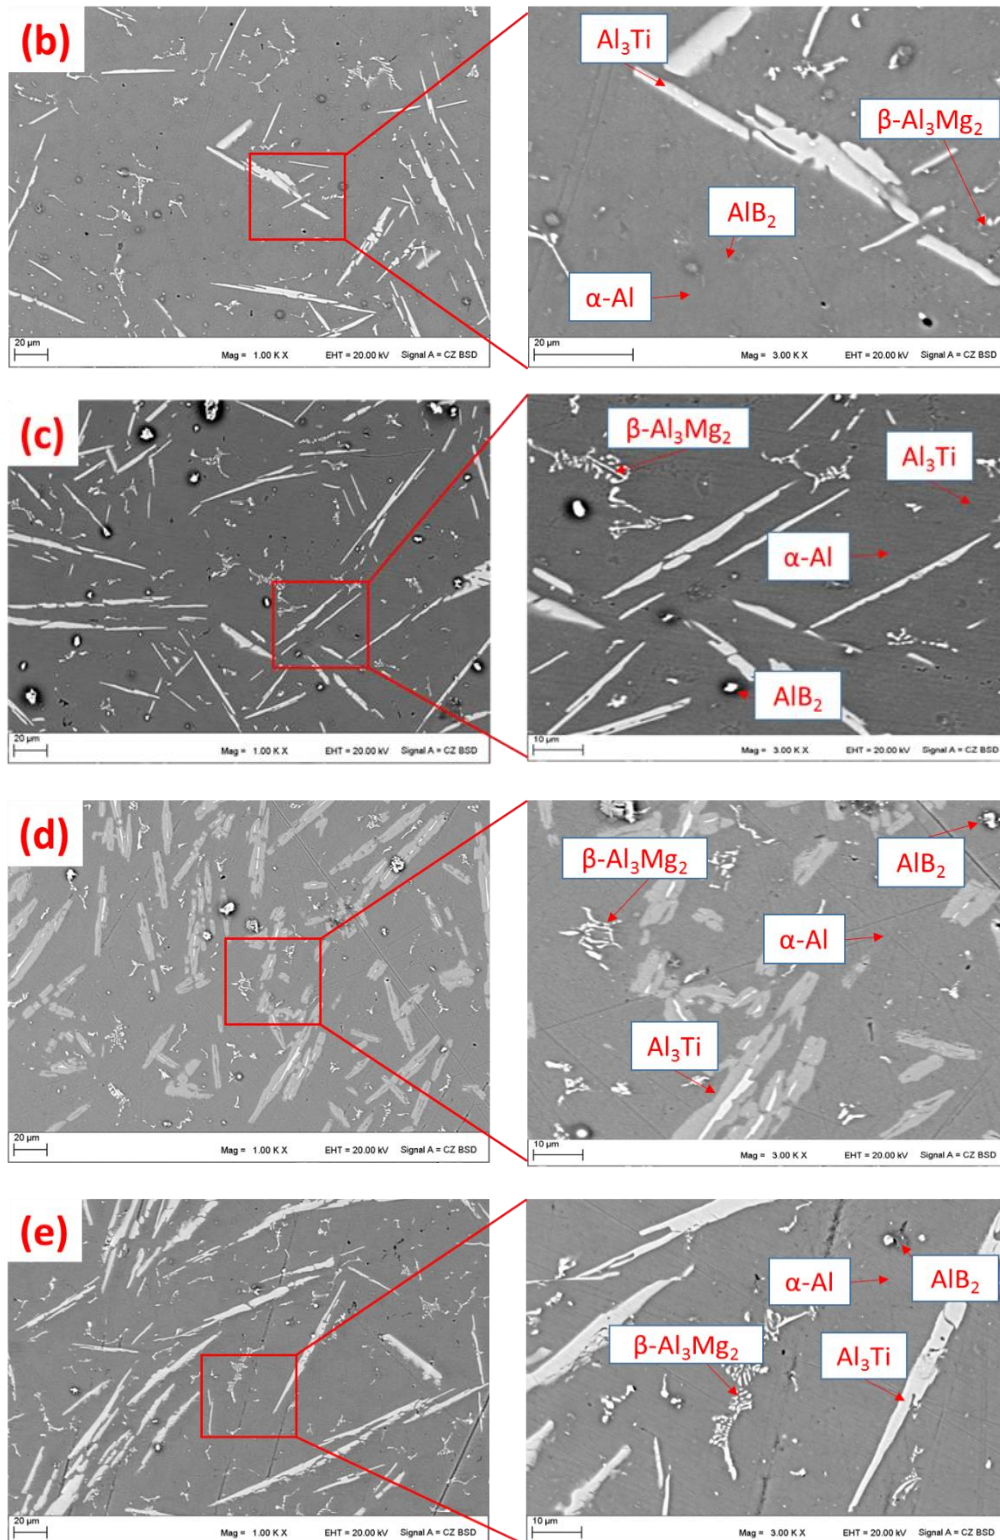 (b)
Al₃Ti
β-Al₃Mg₂
AlB₂
α-Al
20 µm
Mag = 1.00 K X EHT = 20.00 kV Signal A = CZ BSD
20 µm
Mag = 3.00 K X EHT = 20.00 kV Signal A = CZ BSD
(c)
β-Al₃Mg₂
Al₃Ti
α-Al
AlB₂
20 µm
Mag = 1.00 K X EHT = 20.00 kV Signal A = CZ BSD
10 µm
Mag = 3.00 K X EHT = 20.00 kV Signal A = CZ BSD
(d)
β-Al₃Mg₂
AlB₂
α-Al
Al₃Ti
20 µm
Mag = 1.00 K X EHT = 20.00 kV Signal A = CZ BSD
10 µm
Mag = 3.00 K X EHT = 20.00 kV Signal A = CZ BSD
(e)
α-Al
AlB₂
β-Al₃Mg₂
Al₃Ti
20 µm
Mag = 1.00 K X EHT = 20.00 kV Signal A = CZ BSD
10 µm
Mag = 3.00 K X EHT = 20.00 kV Signal A = CZ BSD